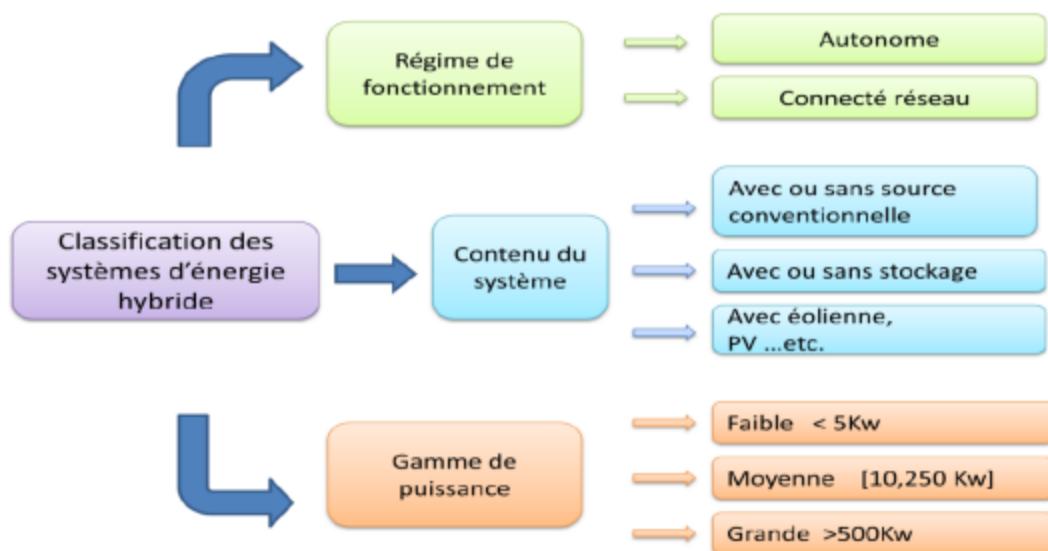 Régime de
fonctionnement
Autonome
Connecté réseau
Classification des
systèmes d’énergie
hybride
Contenu du
système
Avec ou sans source
conventionnelle
Avec ou sans stockage
Avec éolienne,
PV ...etc.
Gamme de
puissance
Faible < 5Kw
Moyenne [10,250 Kw]
Grande >500Kw